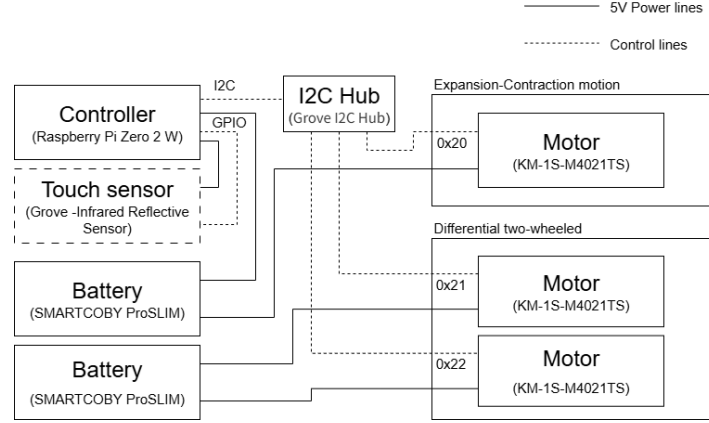 5V Power lines
Control lines
I2C
GPIO
Controller
(Raspberry Pi Zero 2 W)
Touch sensor
(Grove -Infrared Reflective
Sensor)
Battery
(SMARTCOBY ProSLIM)
Battery
(SMARTCOBY ProSLIM)
I2C Hub
(Grove I2C Hub)
Expansion-Contraction motion
0x20
Motor
(KM-1S-M4021TS)
Differential two-wheeled
0x21
Motor
(KM-1S-M4021TS)
0x22
Motor
(KM-1S-M4021TS)